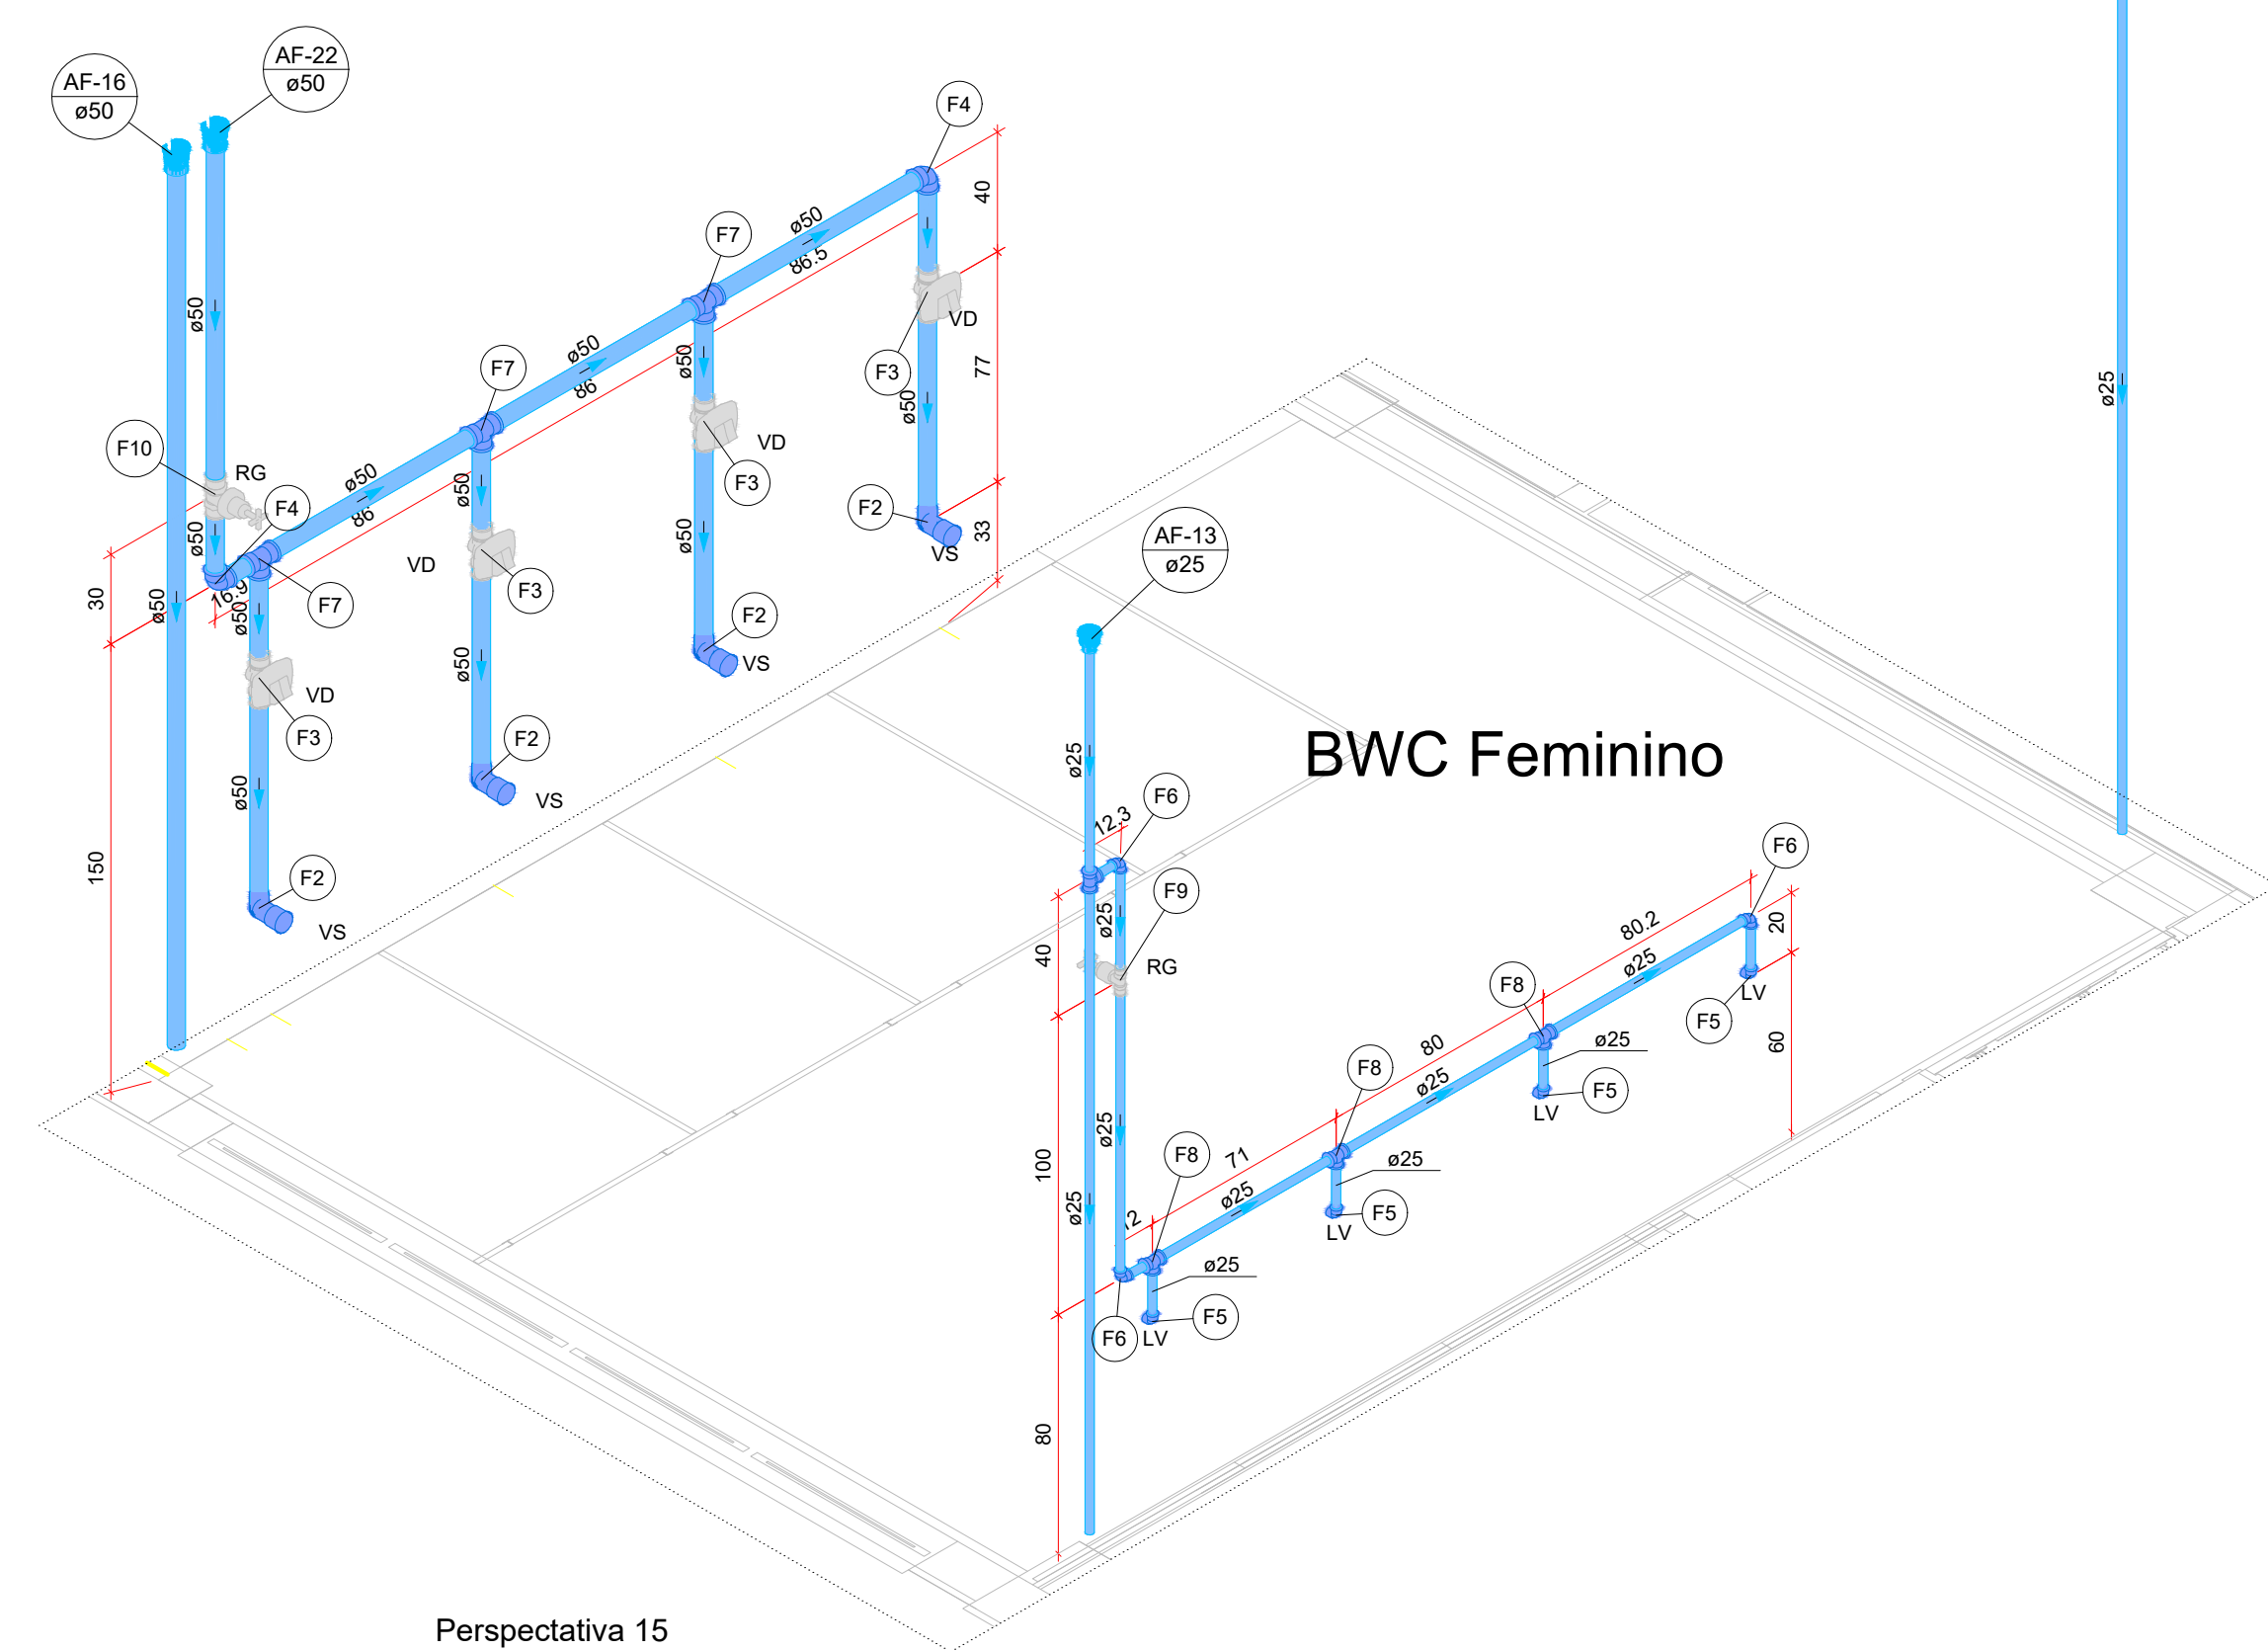 AF-16
ø50
AF-22
ø50
F4
40
ø50
86.5
F7
ø50
VD
F3
77
ø50
86
ø50
F7
ø50
VD
F3
ø50
ø25
F10
RG
F4
ø50
86
ø50
F2
VS
33
ø50
VD
F3
ø50
30
ø50
16.9
ø50
F7
F2
VS
AF-13
ø25
VD
F3
ø50
F2
VS
ø50
150
F2
VS
BWC Feminino
ø25
12.3
F6
F9
ø25
40
RG
F6
80.2
20
ø25
F8
LV
F5
60
80
ø25
F8
ø25
F5
LV
ø25
100
71
F8
ø25
ø25
F5
LV
ø25
12
ø25
F6
LV
F5
80
Perspectativa 15